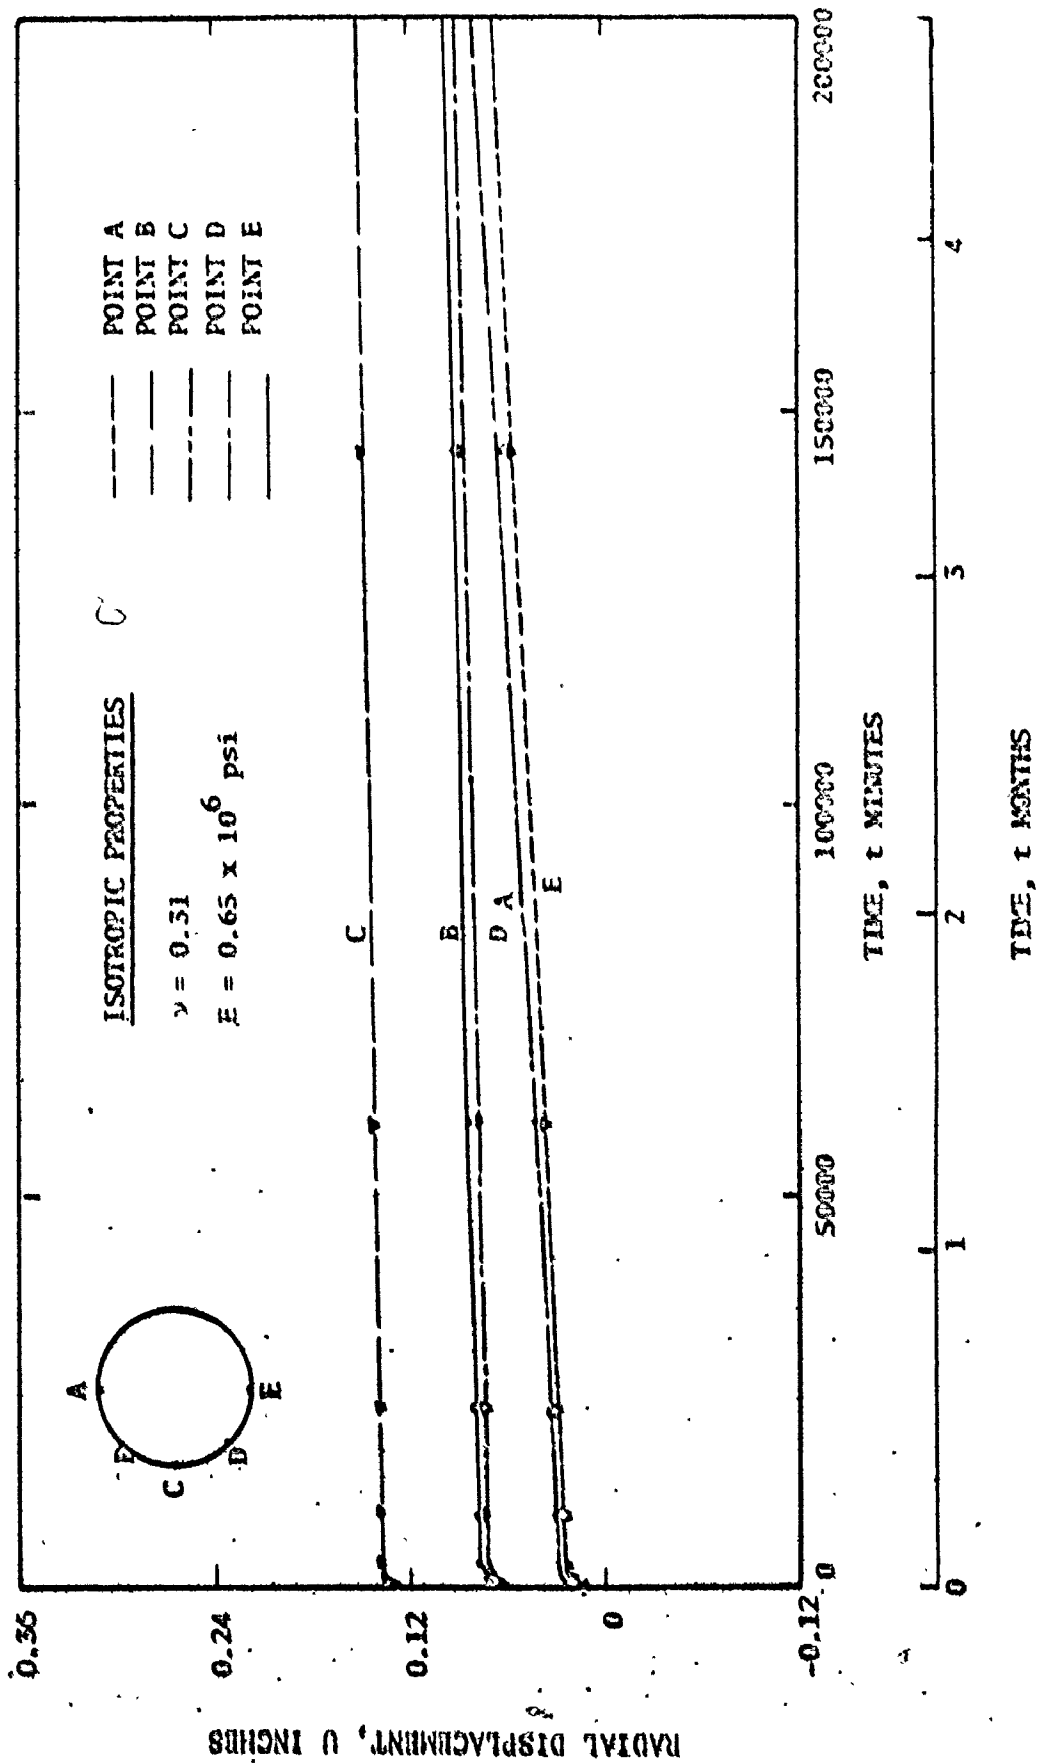 RADIAL DISPLACEMENT, U INCHES
0.36
0.24
0.12
0
-0.12
A
B
C
D
E
ISOTROPIC PROPERTIES
ν = 0.31
E = 0.65 x 10^6 psi
POINT A
POINT B
POINT C
POINT D
POINT E
C
B
D
A
E
0
50000
100000
150000
200000
TIME, t MINUTES
0
1
2
3
4
TIME, t MONTHS